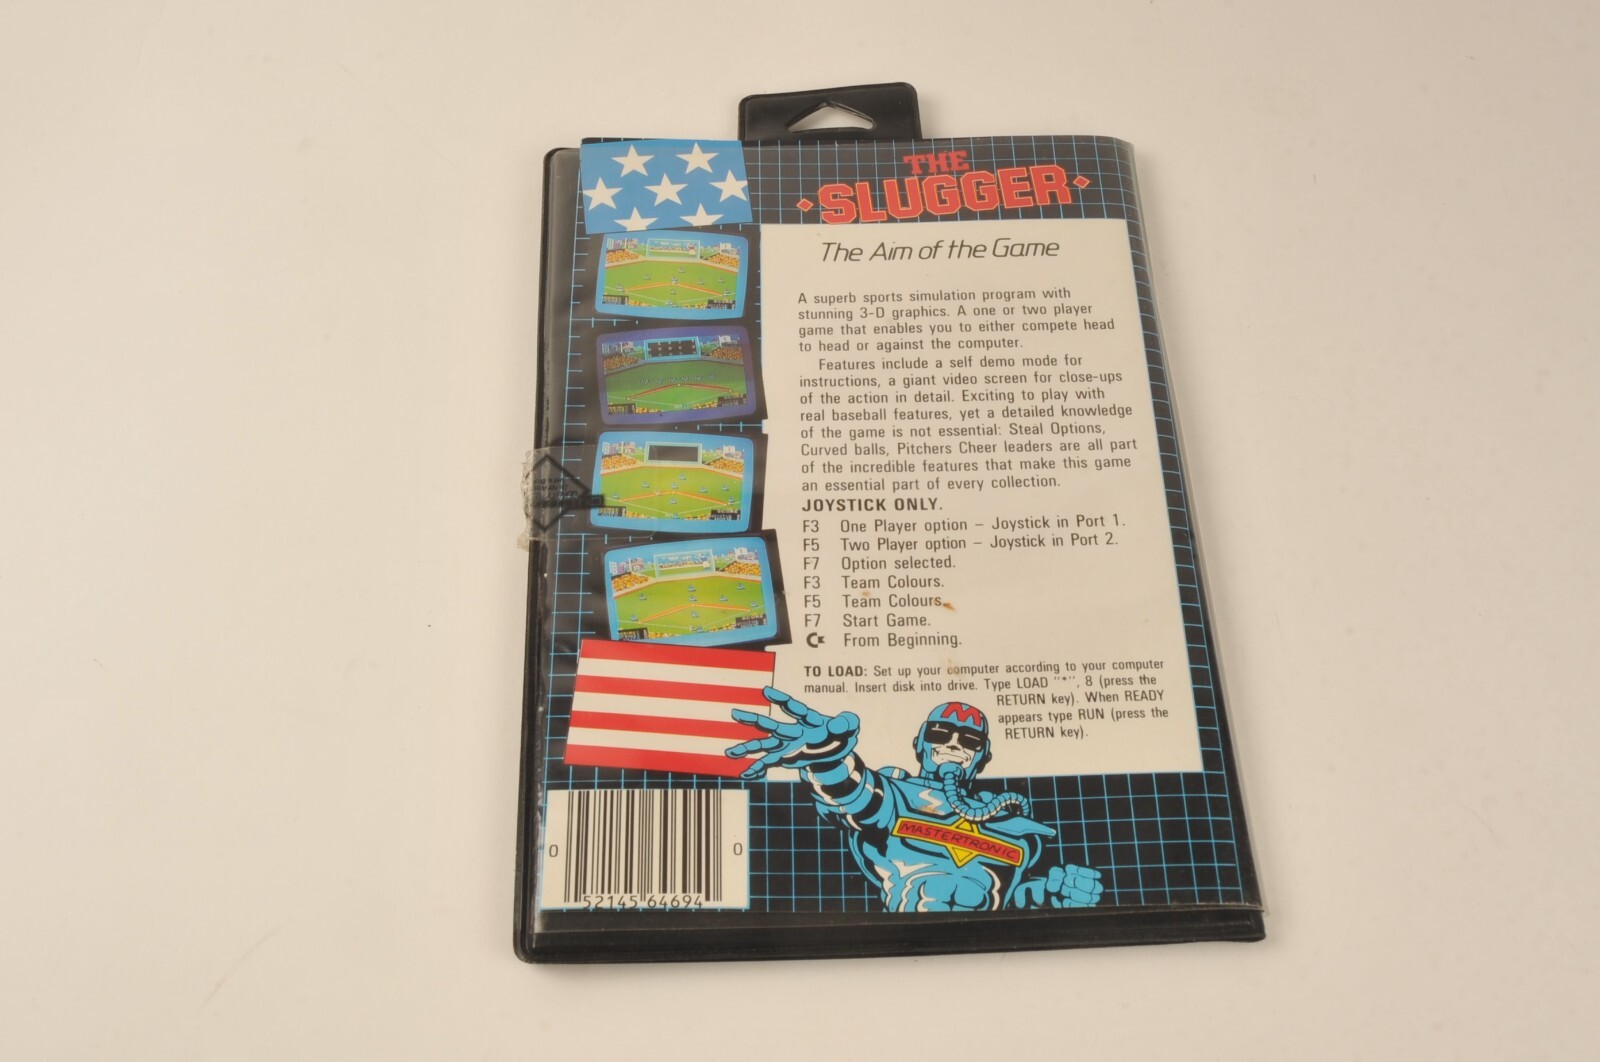 THE
SLUGGER
The Aim of the Game
A superb sports simulation program with
stunning 3-D graphics. A one or two player
game that enables you to either compete head
to head or against the computer.
Features include a self demo mode for
instructions, a giant video screen for close-ups
of the action in detail. Exciting to play with
real baseball features, yet a detailed knowledge
of the game is not essential: Steal Options,
Curved balls, Pitchers Cheer leaders are all part
of the incredible features that make this game
an essential part of every collection.
JOYSTICK ONLY.
F3 One Player option – Joystick in Port 1.
F5 Two Player option – Joystick in Port 2.
F7 Option selected.
F3 Team Colours.
F5 Team Colours.
F7 Start Game.
From Beginning.
TO LOAD: Set up your computer according to your computer
manual. Insert disk into drive. Type LOAD "*", 8 (press the
RETURN key). When READY
appears type RUN (press the
RETURN key).
M
MASTERTRONIC
0 52145 64694 0